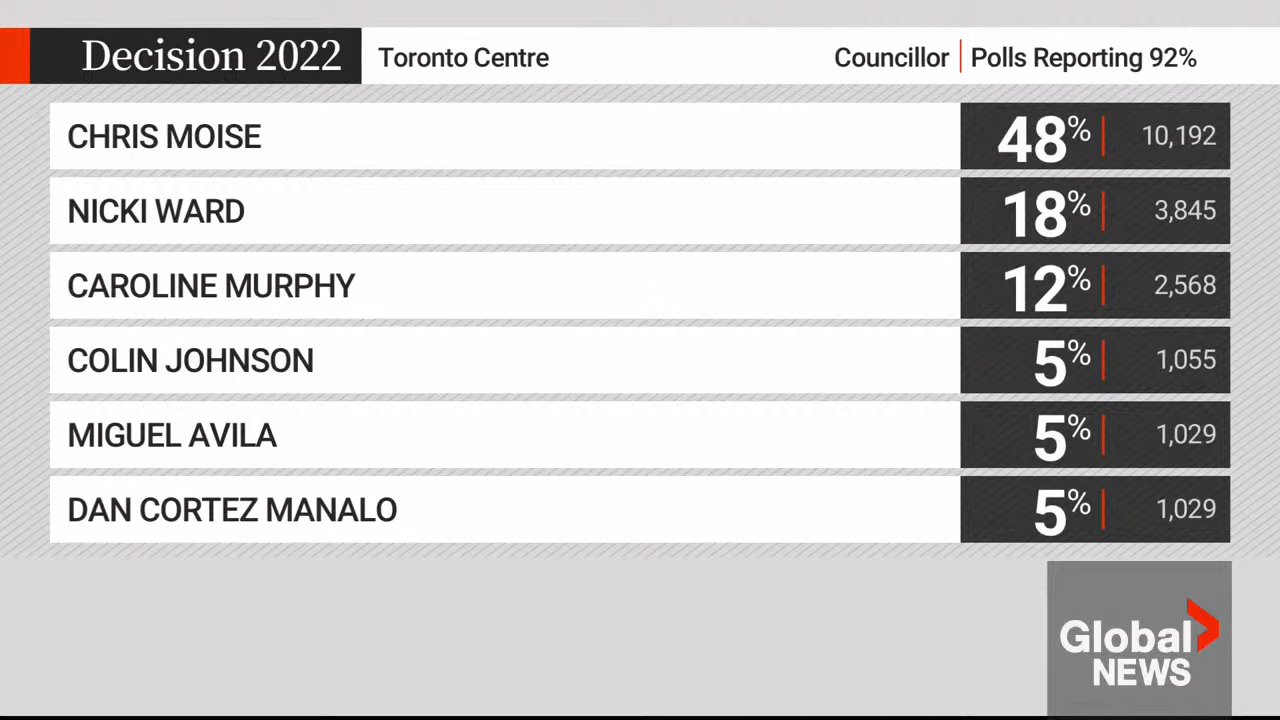 Decision 2022 Toronto Centre Councillor Polls Reporting 92%
CHRIS MOISE 48% 10,192
NICKI WARD 18% 3,845
CAROLINE MURPHY 12% 2,568
COLIN JOHNSON 5% 1,055
MIGUEL AVILA 5% 1,029
DAN CORTEZ MANALO 5% 1,029
Global
NEWS